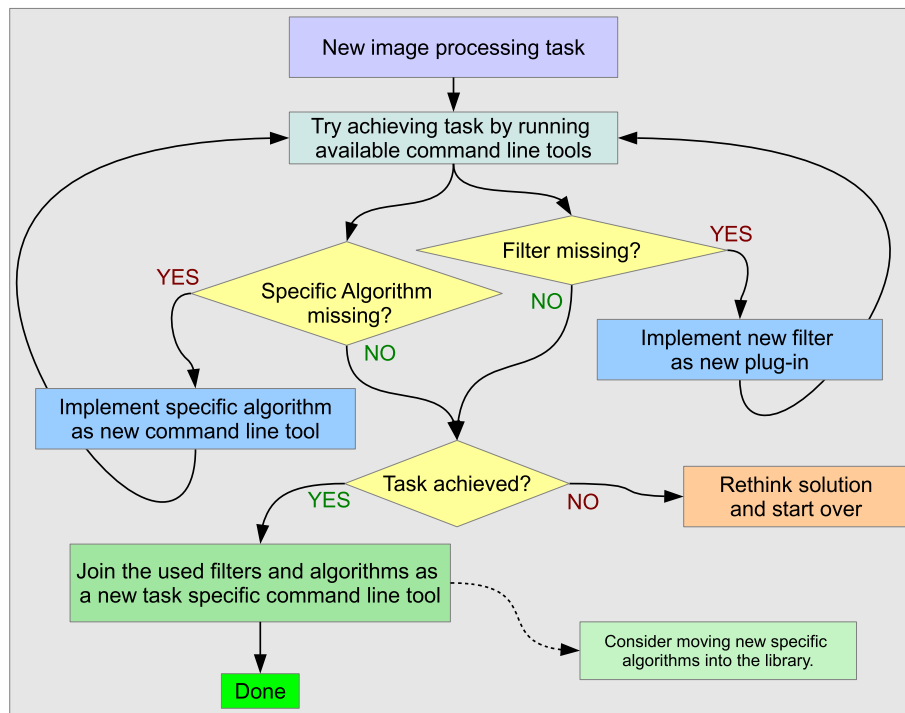 New image processing task
Try achieving task by running
available command line tools
Filter missing?
YES
NO
Specific Algorithm
missing?
YES
NO
Implement new filter
as new plug-in
Implement specific algorithm
as new command line tool
Task achieved?
YES
NO
Rethink solution
and start over
Join the used filters and algorithms as
a new task specific command line tool
Consider moving new specific
algorithms into the library.
Done